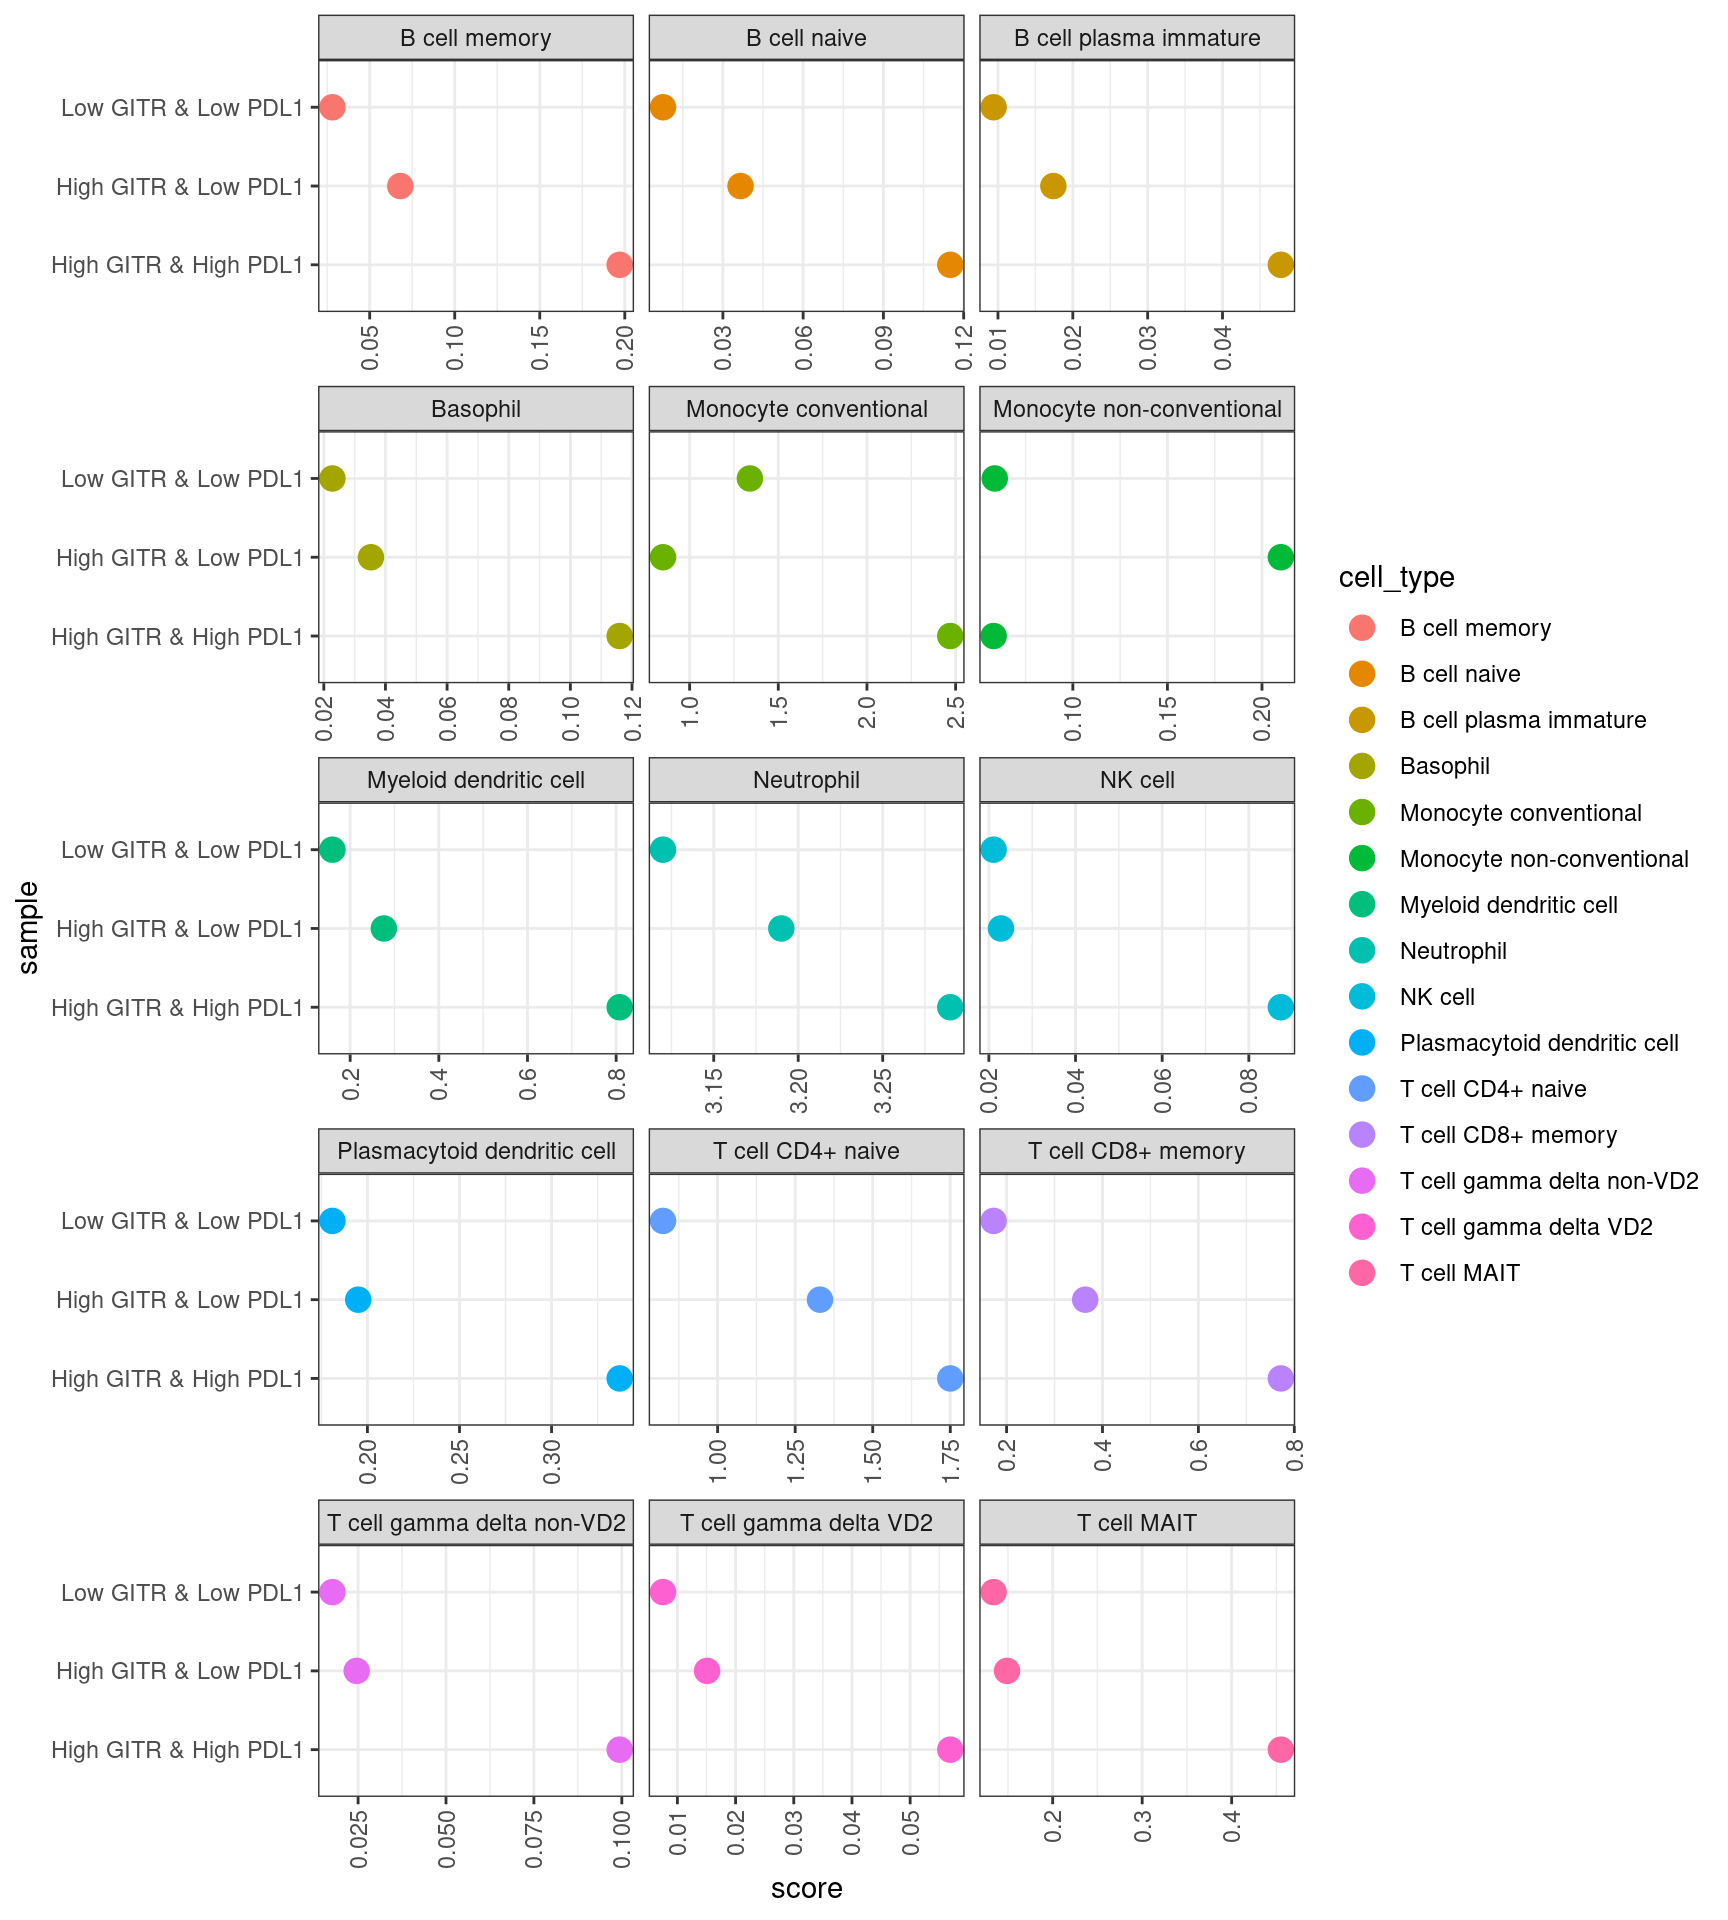 B cell memory
B cell naive
B cell plasma immature
Low GITR & Low PDL1
High GITR & Low PDL1
High GITR & High PDL1
0.05
0.10
0.15
0.20
0.03
0.06
0.09
0.12
0.01
0.02
0.03
0.04
Basophil
Monocyte conventional
Monocyte non-conventional
Low GITR & Low PDL1
High GITR & Low PDL1
High GITR & High PDL1
0.02
0.04
0.06
0.08
0.10
0.12
1.0
1.5
2.0
2.5
0.10
0.15
0.20
Myeloid dendritic cell
Neutrophil
NK cell
Low GITR & Low PDL1
High GITR & Low PDL1
High GITR & High PDL1
0.2
0.4
0.6
0.8
3.15
3.20
3.25
0.02
0.04
0.06
0.08
Plasmacytoid dendritic cell
T cell CD4+ naive
T cell CD8+ memory
Low GITR & Low PDL1
High GITR & Low PDL1
High GITR & High PDL1
0.20
0.25
0.30
1.00
1.25
1.50
1.75
0.2
0.4
0.6
0.8
T cell gamma delta non-VD2
T cell gamma delta VD2
T cell MAIT
Low GITR & Low PDL1
High GITR & Low PDL1
High GITR & High PDL1
0.025
0.050
0.075
0.100
0.01
0.02
0.03
0.04
0.05
0.2
0.3
0.4
sample
score
cell_type
B cell memory
B cell naive
B cell plasma immature
Basophil
Monocyte conventional
Monocyte non-conventional
Myeloid dendritic cell
Neutrophil
NK cell
Plasmacytoid dendritic cell
T cell CD4+ naive
T cell CD8+ memory
T cell gamma delta non-VD2
T cell gamma delta VD2
T cell MAIT